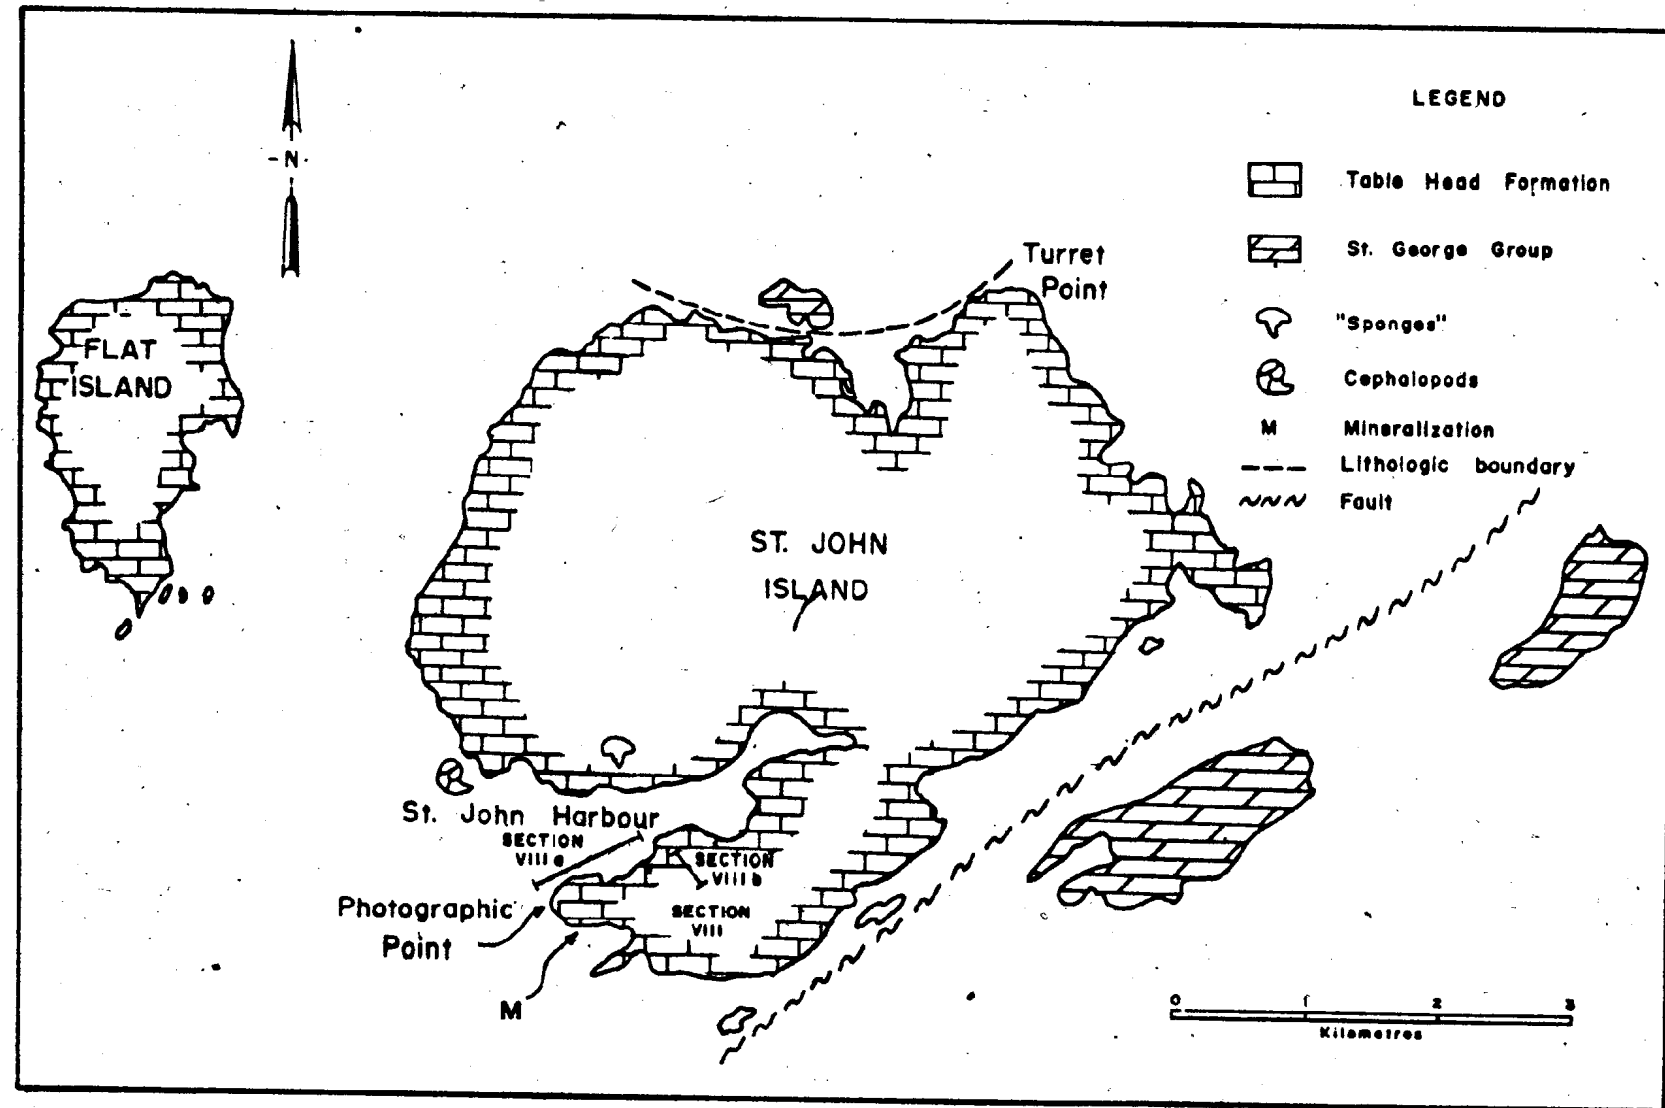 LEGEND
- N -
Table Head Formation
St. George Group
"Sponges"
Cephalopods
M Mineralization
Lithologic boundary
Fault
Turret
Point
FLAT
ISLAND
ST. JOHN
ISLAND
St. John Harbour
SECTION
VIII a
SECTION
VIII b
SECTION
VIII
Photographic
Point
M
0 1 2 3
Kilometres